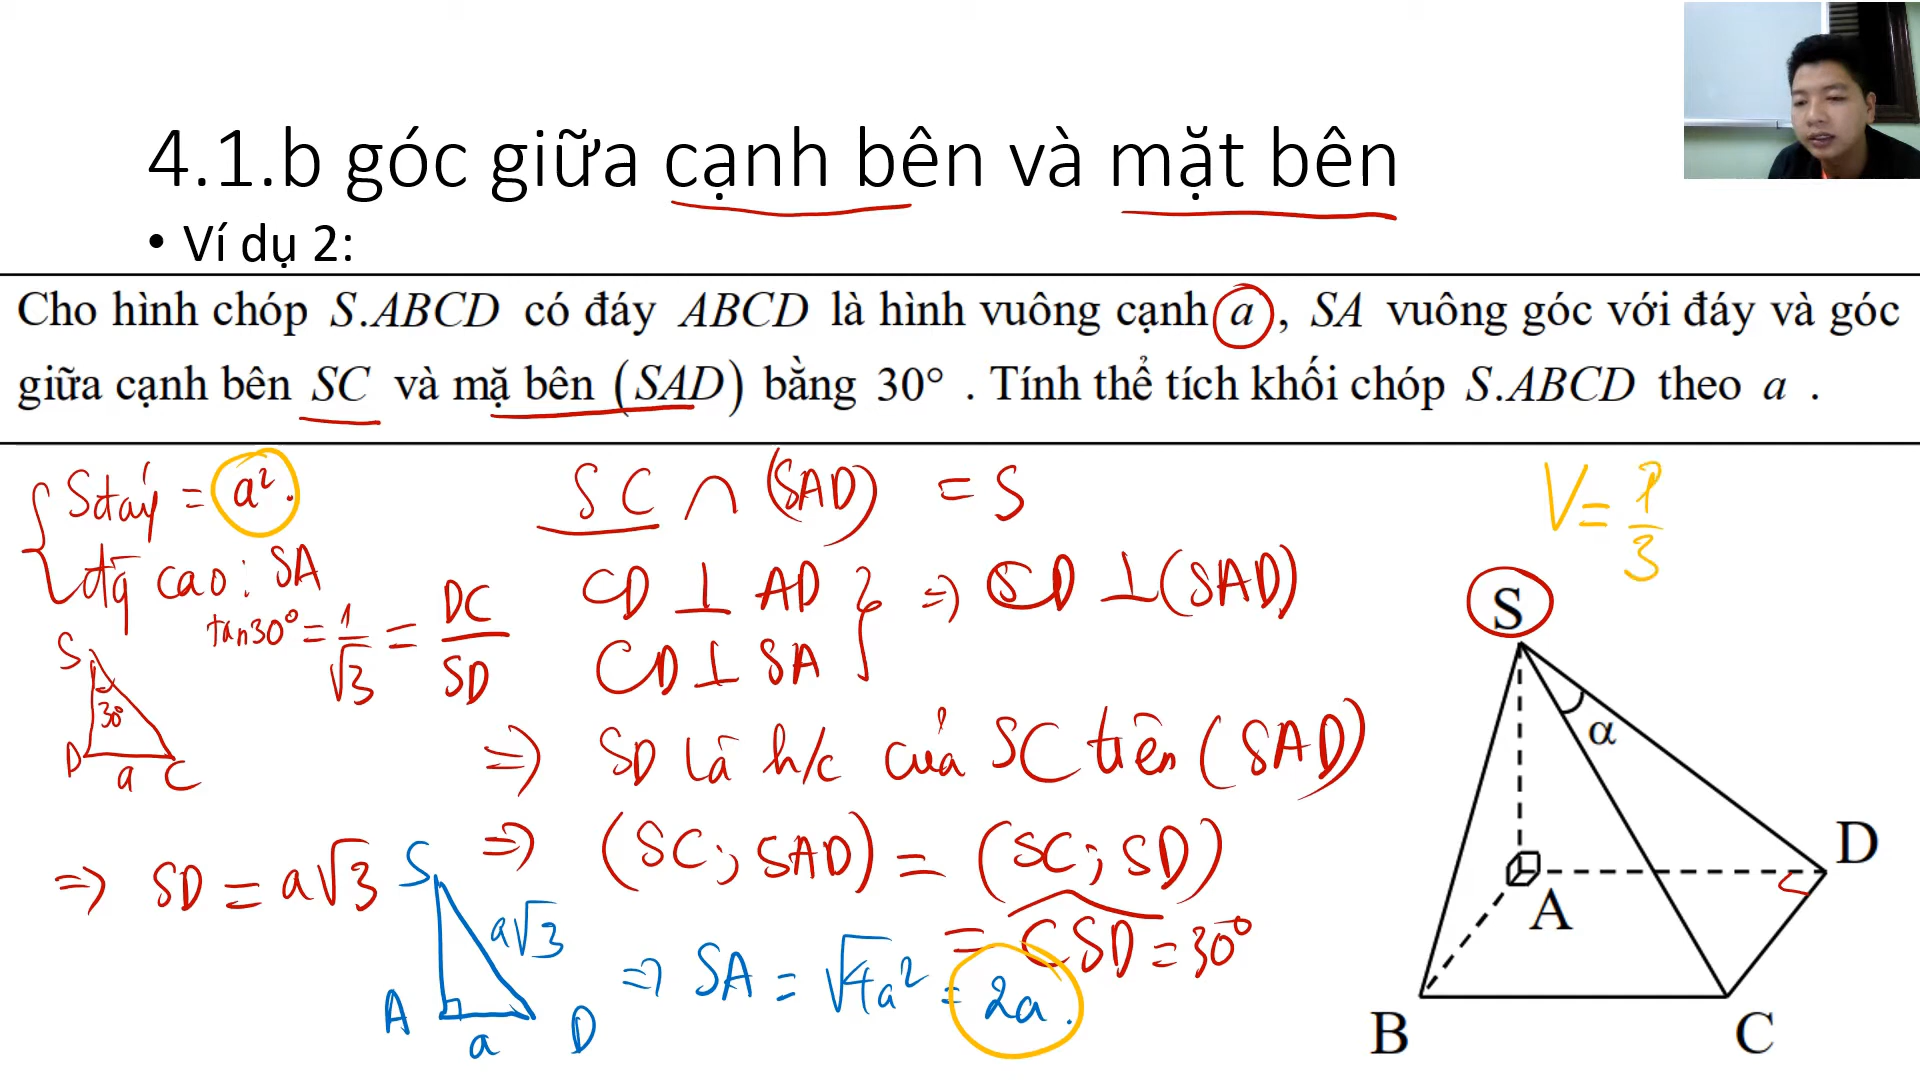 4.1.b góc giữa cạnh bên và mặt bên
• Ví dụ 2:
Cho hình chóp S.ABCD có đáy ABCD là hình vuông cạnh a , SA vuông góc với đáy và góc
giữa cạnh bên SC và mặ bên (SAD) bằng 30° . Tính thể tích khối chóp S.ABCD theo a .
Sđáy = a².
đg cao: SA
tan30° = 1/√3 = DC/SD
S
30°
D a C
=> SD = a√3
SC ∩ (SAD) = S
CD ⊥ AD
CD ⊥ SA } => CD ⊥ (SAD)
=> SD là h/c của SC trên (SAD)
=> (SC; SAD) = (SC; SD)
= CSD = 30°
S
a√3
A a D
=> SA = √4a² = 2a.
V = 1/3
S
α
D
A
B
C